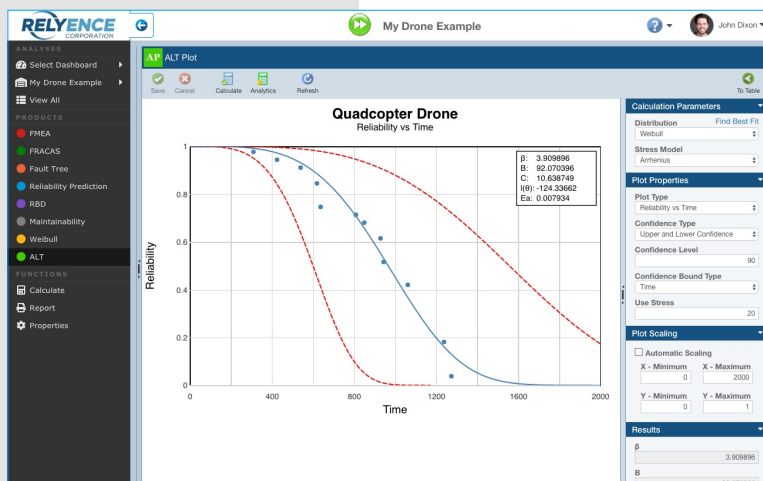 RELYENCE
CORPORATION
My Drone Example
?
John Dixon
ANALYSES
Select Dashboard
My Drone Example
View All
PRODUCTS
FMEA
FRACAS
Fault Tree
Reliability Prediction
RBD
Maintainability
Weibull
ALT
FUNCTIONS
Calculate
Report
Properties
AP ALT Plot
Save Cancel Calculate Analytics Refresh To Table
Quadcopter Drone
Reliability vs Time
β: 3.909896
B: 92.070396
C: 10.638749
l(θ): -124.33662
Ea: 0.007934
Reliability
1
0.8
0.6
0.4
0.2
0
0 400 800 1200 1600 2000
Time
Calculation Parameters
Distribution Find Best Fit
Weibull
Stress Model
Arrhenius
Plot Properties
Plot Type
Reliability vs Time
Confidence Type
Upper and Lower Confidence
Confidence Level
90
Confidence Bound Type
Time
Use Stress
20
Plot Scaling
Automatic Scaling
X - Minimum X - Maximum
0 2000
Y - Minimum Y - Maximum
0 1
Results
β
3.909896
B